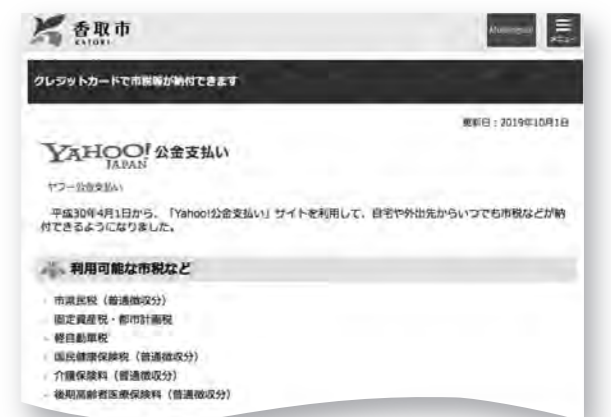 香取市
KATORI
メニュー
クレジットカードで市税等が納付できます
更新日：2019年10月1日
YAHOO! 公金支払い
JAPAN
ヤフー公金支払い
平成30年4月1日から、「Yahoo!公金支払い」サイトを利用して、自宅や外出先からいつでも市税などが納
付できるようになりました。
利用可能な市税など
市県民税（普通徴収分）
固定資産税・都市計画税
軽自動車税
国民健康保険税（普通徴収分）
介護保険料（普通徴収分）
後期高齢者医療保険料（普通徴収分）